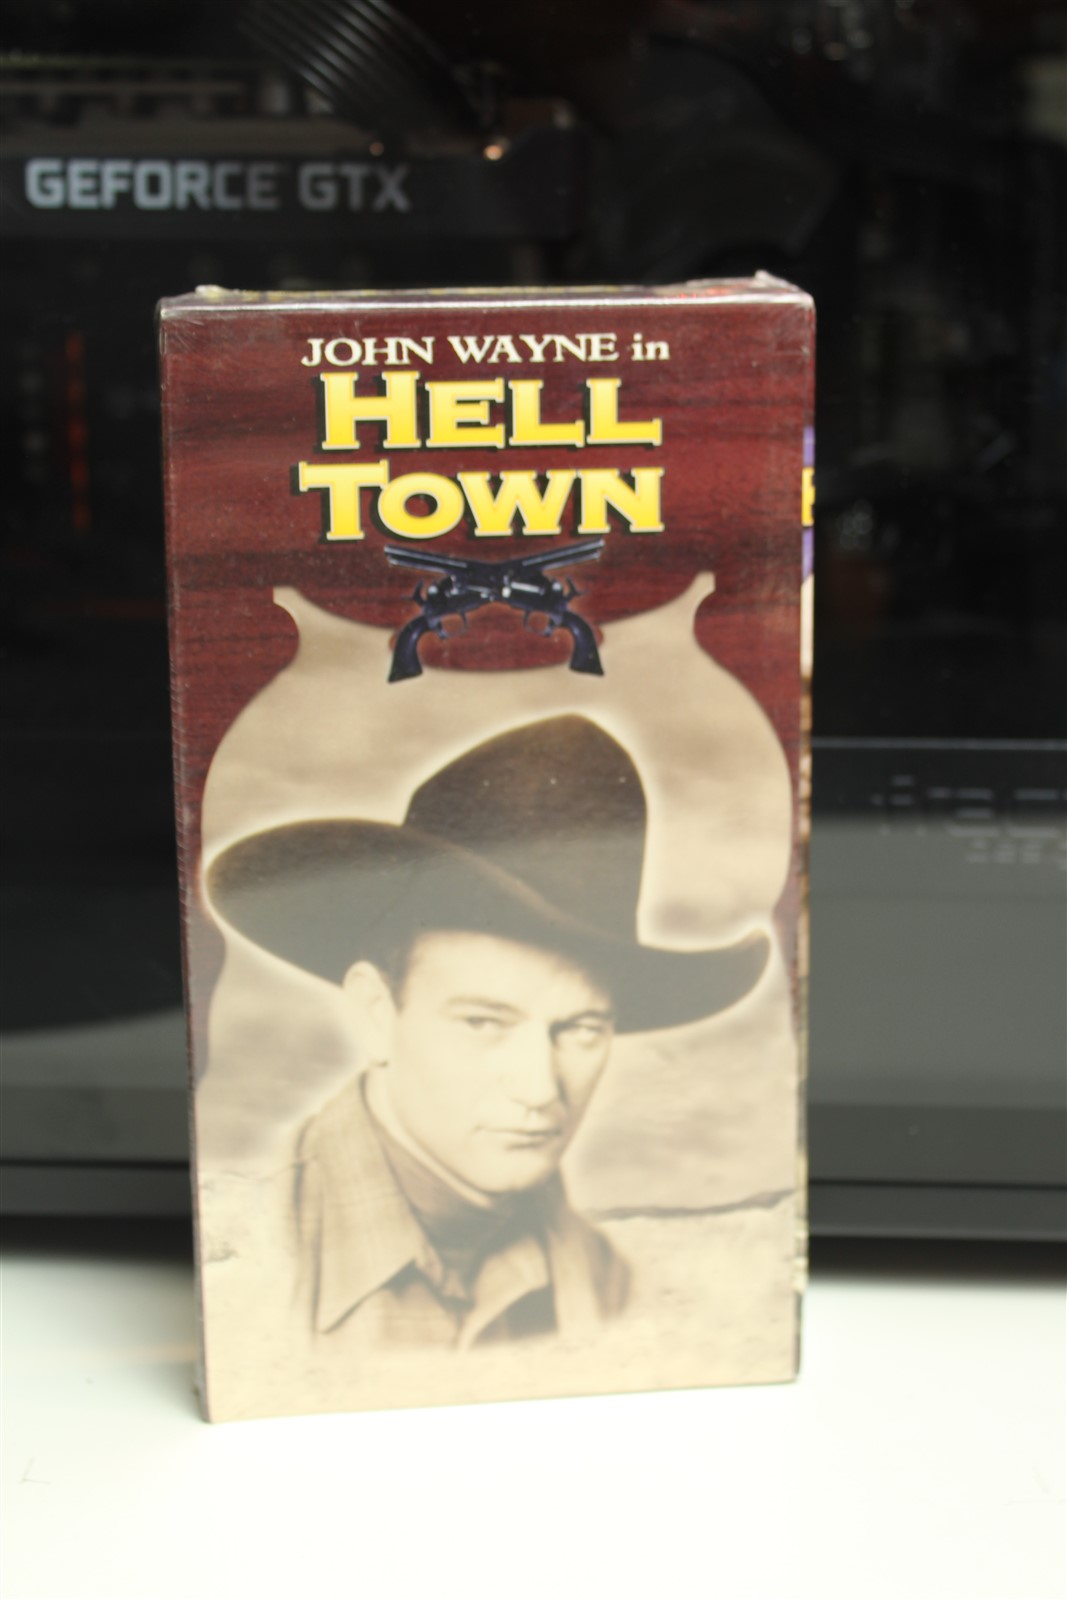 GEFORCE GTX
JOHN WAYNE in
HELL
TOWN